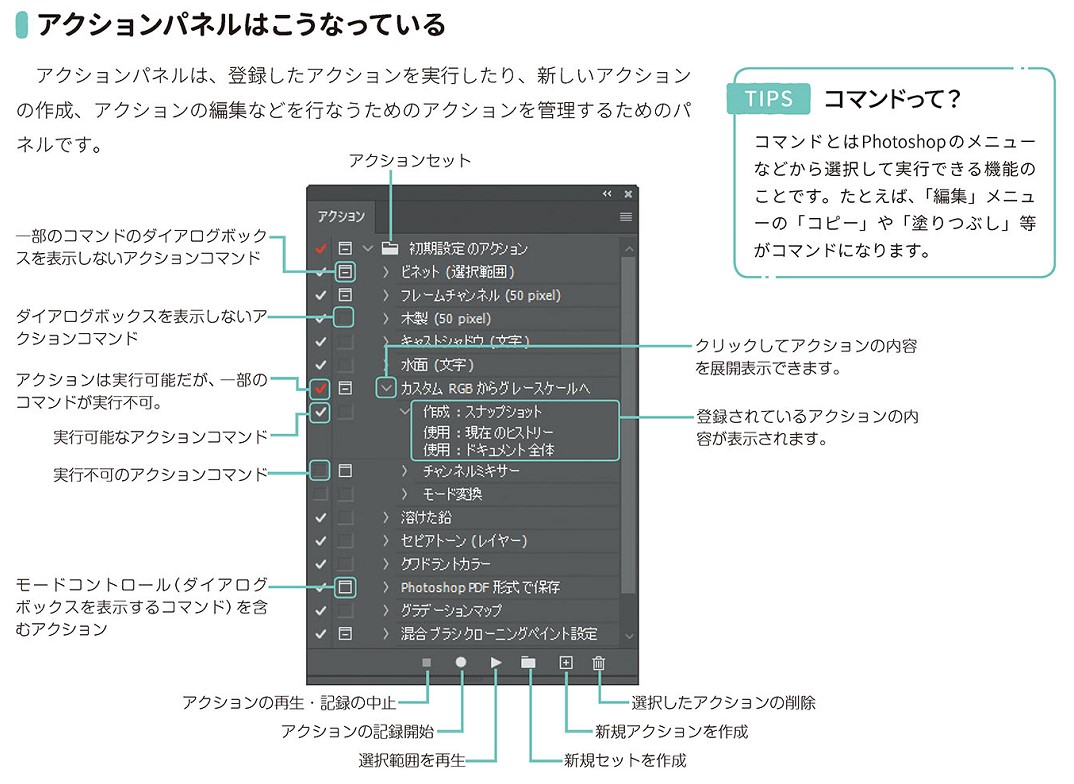 アクションパネルはこうなっている
アクションパネルは、登録したアクションを実行したり、新しいアクション
の作成、アクションの編集などを行なうためのアクションを管理するためのパ
ネルです。
TIPS コマンドって？
コマンドとはPhotoshopのメニュー
などから選択して実行できる機能の
ことです。たとえば、「編集」メニュ
ーの「コピー」や「塗りつぶし」等
がコマンドになります。
アクションセット
一部のコマンドのダイアログボック
スを表示しないアクションコマンド
ダイアログボックスを表示しないア
クションコマンド
アクションは実行可能だが、一部の
コマンドが実行不可。
実行可能なアクションコマンド
実行不可のアクションコマンド
モードコントロール（ダイアログ
ボックスを表示するコマンド）を含
むアクション
アクション
初期設定のアクション
ビネット (選択範囲)
フレームチャンネル (50 pixel)
木製 (50 pixel)
キャストシャドウ (文字)
水面 (文字)
カスタム RGB からグレースケールへ
作成 : スナップショット
使用 : 現在のヒストリー
使用 : ドキュメント全体
チャンネルミキサー
モード変換
溶けた鉛
セピアトーン (レイヤー)
クワドラントカラー
Photoshop PDF 形式で保存
グラデーションマップ
混合ブラシクローニングペイント設定
クリックしてアクションの内容
を展開表示できます。
登録されているアクションの内
容が表示されます。
アクションの再生・記録の中止
アクションの記録開始
選択範囲を再生
選択したアクションの削除
新規アクションを作成
新規セットを作成